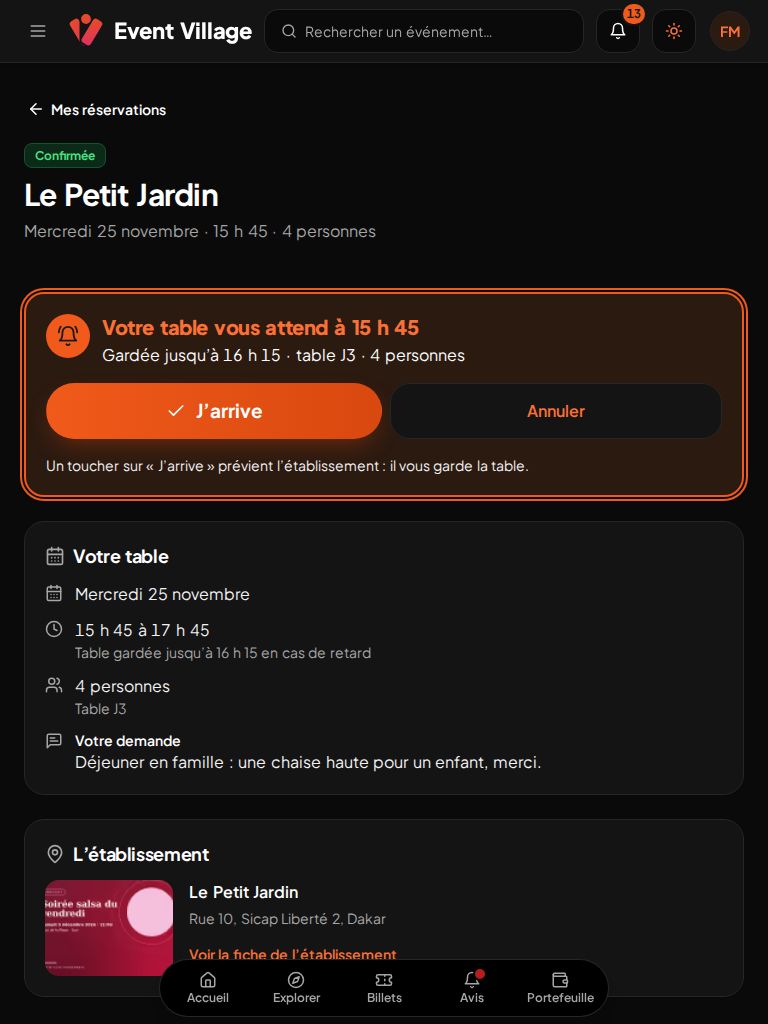 Event Village
Rechercher un événement…
13
FM
Mes réservations
Confirmée
Le Petit Jardin
Mercredi 25 novembre · 15 h 45 · 4 personnes
Votre table vous attend à 15 h 45
Gardée jusqu’à 16 h 15 · table J3 · 4 personnes
J’arrive
Annuler
Un toucher sur « J’arrive » prévient l’établissement : il vous garde la table.
Votre table
Mercredi 25 novembre
15 h 45 à 17 h 45
Table gardée jusqu’à 16 h 15 en cas de retard
4 personnes
Table J3
Votre demande
Déjeuner en famille : une chaise haute pour un enfant, merci.
L’établissement
Soirée salsa du
vendredi
Le Petit Jardin
Rue 10, Sicap Liberté 2, Dakar
Voir la fiche de l’établissement
Accueil
Explorer
Billets
Avis
Portefeuille